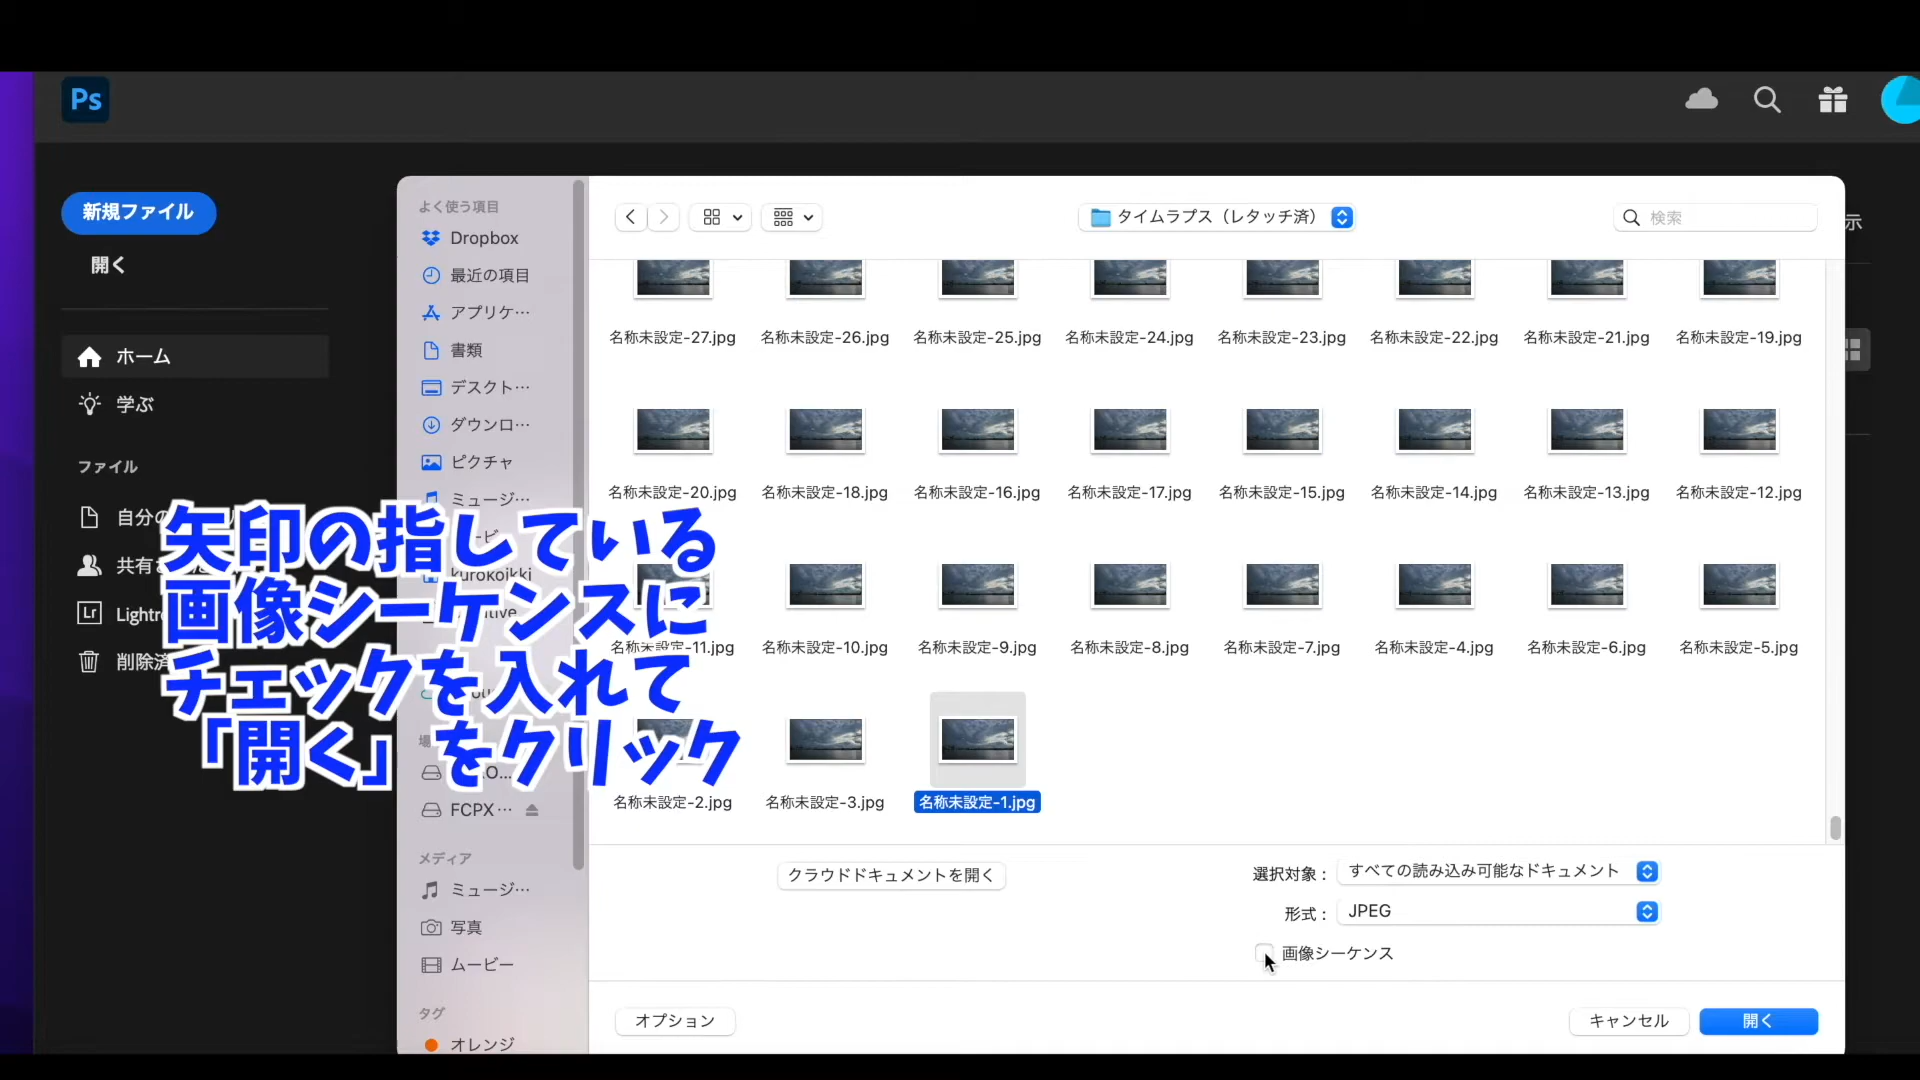 Ps
新規ファイル
開く
ホーム
学ぶ
ファイル
自分の
共有
Lr Lightr
削除済
よく使う項目
Dropbox
最近の項目
アプリケ…
書類
デスクト…
ダウンロ…
ピクチャ
ミュージ…
kurokojkki
FCPX…
メディア
ミュージ…
写真
ムービー
タグ
オレンジ
タイムラプス（レタッチ済）
検索
示
名称未設定-27.jpg 名称未設定-26.jpg 名称未設定-25.jpg 名称未設定-24.jpg 名称未設定-23.jpg 名称未設定-22.jpg 名称未設定-21.jpg 名称未設定-19.jpg
名称未設定-20.jpg 名称未設定-18.jpg 名称未設定-16.jpg 名称未設定-17.jpg 名称未設定-15.jpg 名称未設定-14.jpg 名称未設定-13.jpg 名称未設定-12.jpg
名称未設定-11.jpg 名称未設定-10.jpg 名称未設定-9.jpg 名称未設定-8.jpg 名称未設定-7.jpg 名称未設定-4.jpg 名称未設定-6.jpg 名称未設定-5.jpg
名称未設定-2.jpg 名称未設定-3.jpg 名称未設定-1.jpg
矢印の指している
画像シーケンスに
チェックを入れて
「開く」をクリック
クラウドドキュメントを開く
選択対象： すべての読み込み可能なドキュメント
形式： JPEG
画像シーケンス
オプション
キャンセル
開く